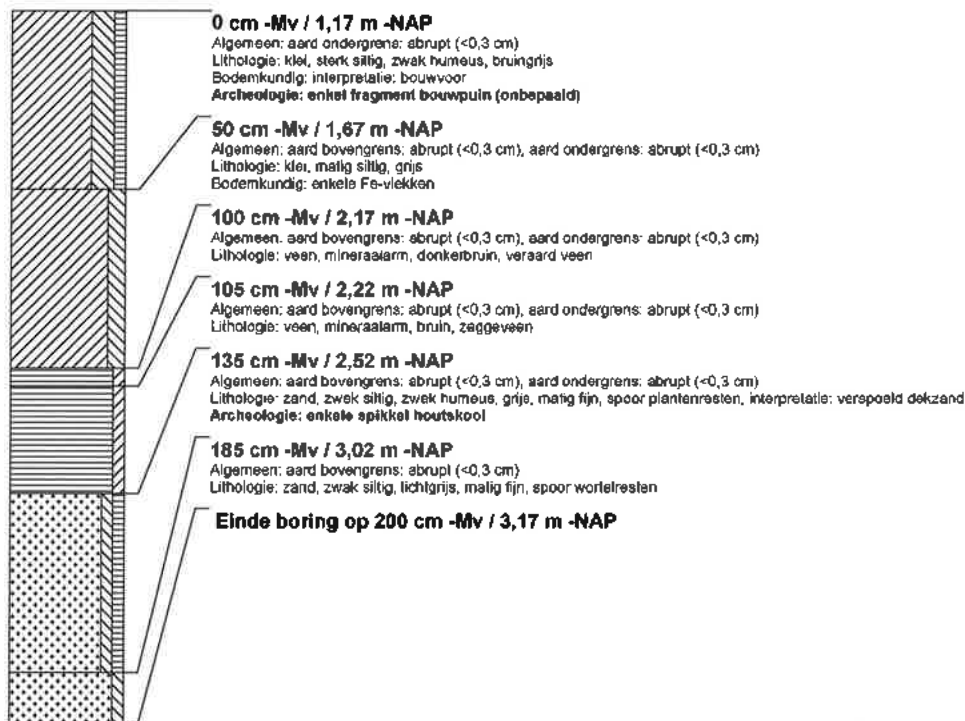 0 cm -Mv / 1,17 m -NAP
Algemeen: aard ondergrens: abrupt (<0,3 cm)
Lithologie: klei, sterk siltig, zwak humeus, bruingrijs
Bodemkundig: interpretatie: bouwvoor
Archeologie: enkel fragment bouwpuin (onbepaald)
50 cm -Mv / 1,67 m -NAP
Algemeen: aard bovengrens: abrupt (<0,3 cm), aard ondergrens: abrupt (<0,3 cm)
Lithologie: klei, matig siltig, grijs
Bodemkundig: enkele Fe-vlekken
100 cm -Mv / 2,17 m -NAP
Algemeen: aard bovengrens: abrupt (<0,3 cm), aard ondergrens: abrupt (<0,3 cm)
Lithologie: veen, mineraalarm, donkerbruin, veraard veen
105 cm -Mv / 2,22 m -NAP
Algemeen: aard bovengrens: abrupt (<0,3 cm), aard ondergrens: abrupt (<0,3 cm)
Lithologie: veen, mineraalarm, bruin, zeggeveen
135 cm -Mv / 2,52 m -NAP
Algemeen: aard bovengrens: abrupt (<0,3 cm), aard ondergrens: abrupt (<0,3 cm)
Lithologie: zand, zwak siltig, zwak humeus, grijs, matig fijn, spoor plantenresten, interpretatie: verspoeld dekzand
Archeologie: enkele spikkel houtskool
185 cm -Mv / 3,02 m -NAP
Algemeen: aard bovengrens: abrupt (<0,3 cm)
Lithologie: zand, zwak siltig, lichtgrijs, matig fijn, spoor wortelresten
Einde boring op 200 cm -Mv / 3,17 m -NAP